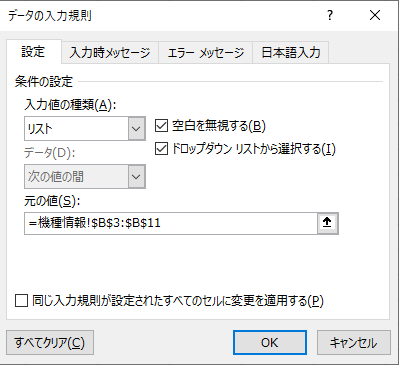 データの入力規則
設定 入力時メッセージ エラー メッセージ 日本語入力
条件の設定
入力値の種類(A):
リスト
空白を無視する(B)
データ(D):
ドロップダウン リストから選択する(I)
次の値の間
元の値(S):
=機種情報!$B$3:$B$11
同じ入力規則が設定されたすべてのセルに変更を適用する(P)
すべてクリア(C) OK キャンセル